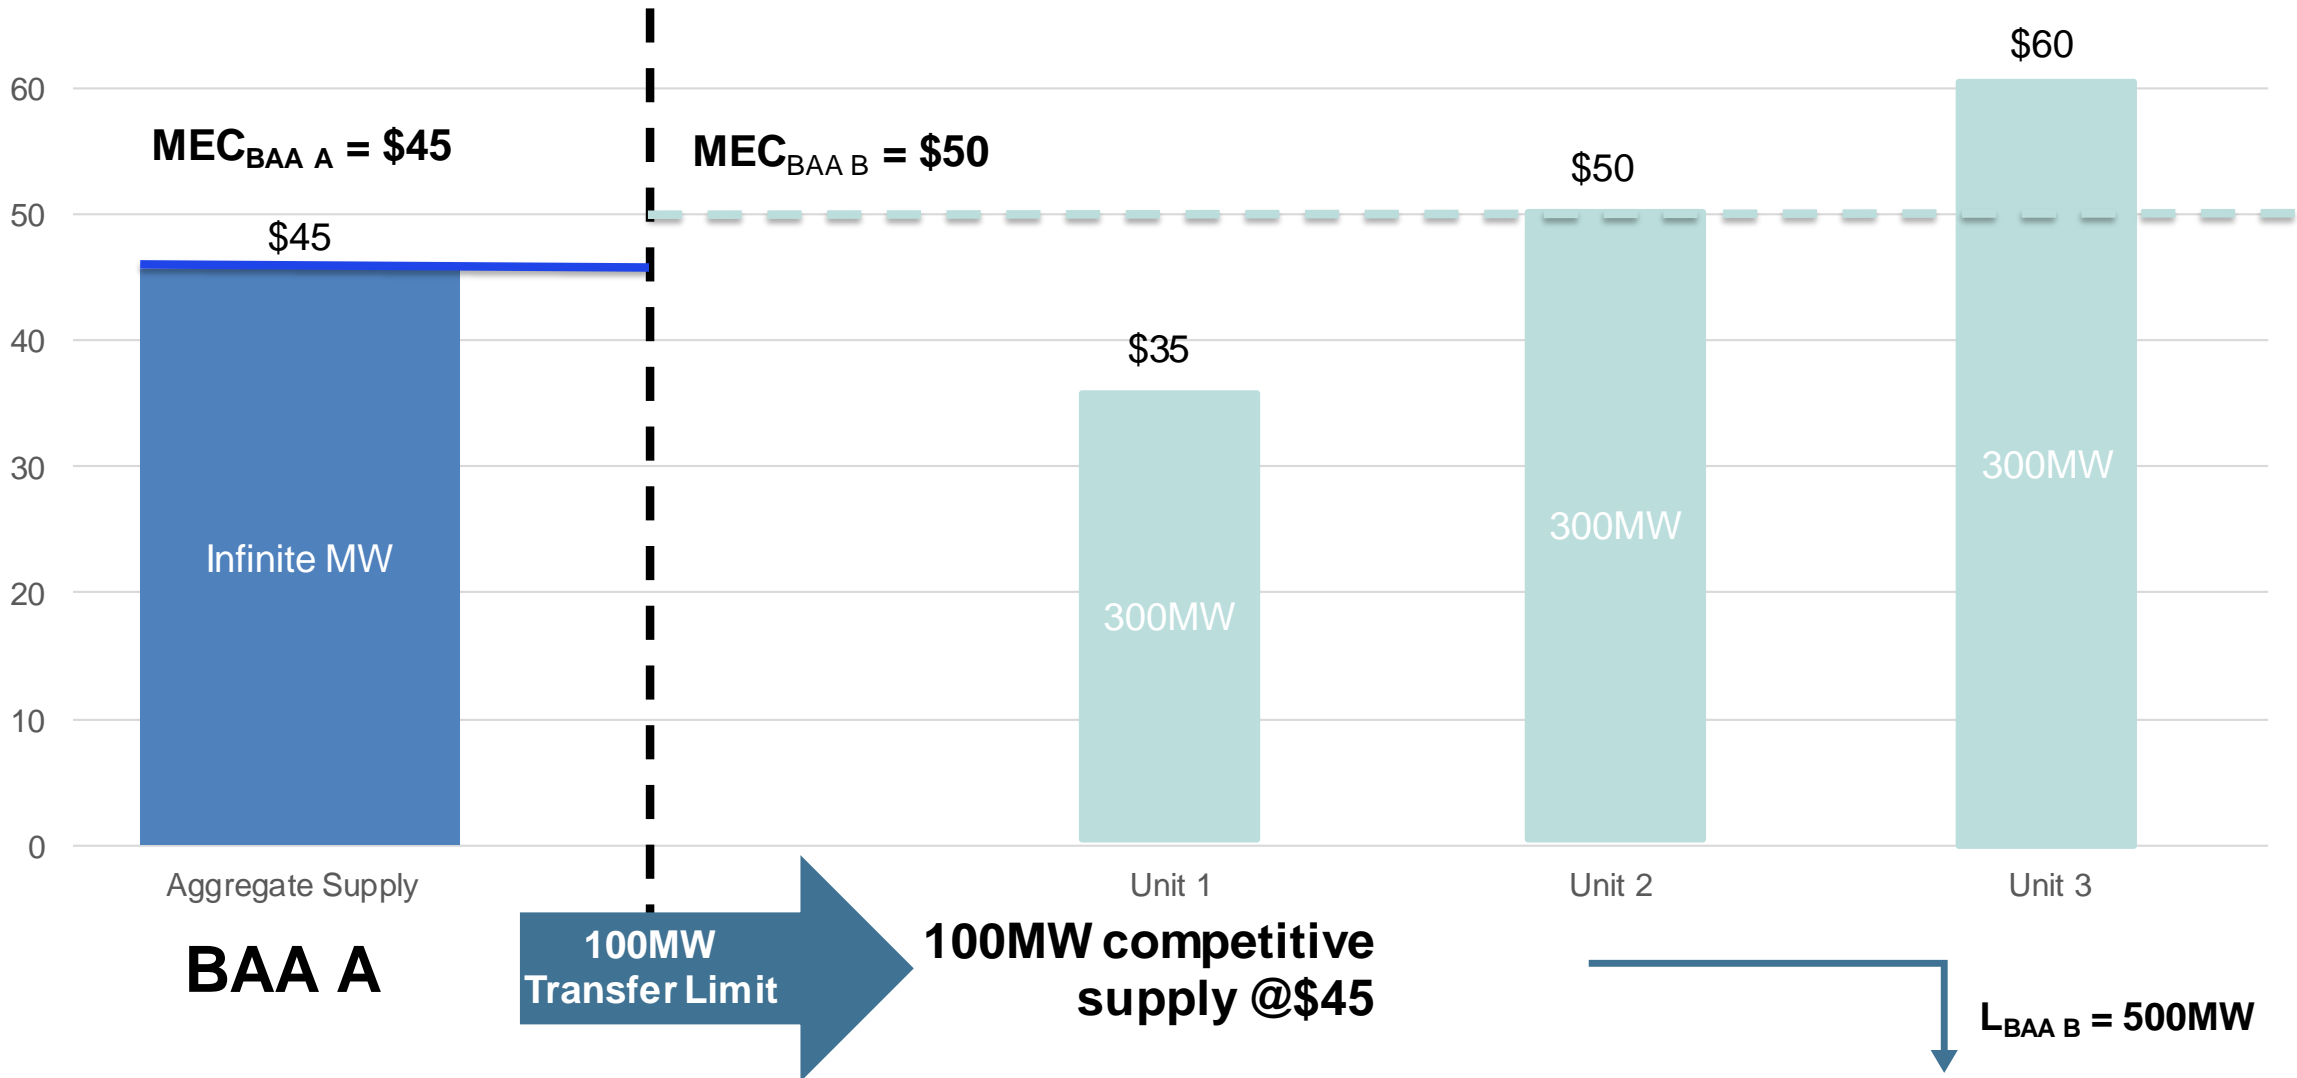 $60
60
MEC BAA A = $45
MEC BAA B = $50
$50
50
$45
40
$35
30
300MW
300MW
Infinite MW
20
300MW
10
0
Aggregate Supply
Unit 1
Unit 2
Unit 3
BAA A
100MW
Transfer Limit
100MW competitive
supply @$45
L BAA B = 500MW